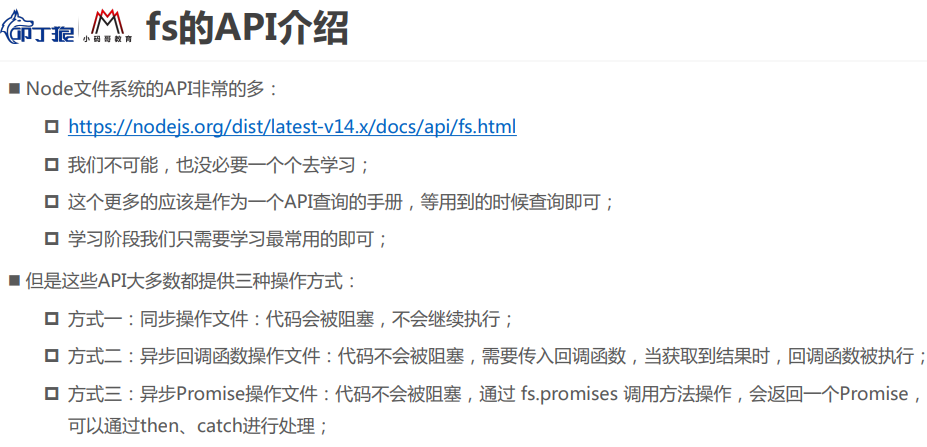 布丁猿
小码哥教育
fs的API介绍
Node文件系统的API非常的多：
https://nodejs.org/dist/latest-v14.x/docs/api/fs.html
我们不可能，也没必要一个个去学习；
这个更多的应该是作为一个API查询的手册，等用到的时候查询即可；
学习阶段我们只需要学习最常用的即可；
但是这些API大多数都提供三种操作方式：
方式一：同步操作文件：代码会被阻塞，不会继续执行；
方式二：异步回调函数操作文件：代码不会被阻塞，需要传入回调函数，当获取到结果时，回调函数被执行；
方式三：异步Promise操作文件：代码不会被阻塞，通过 fs.promises 调用方法操作，会返回一个Promise，
可以通过then、catch进行处理；